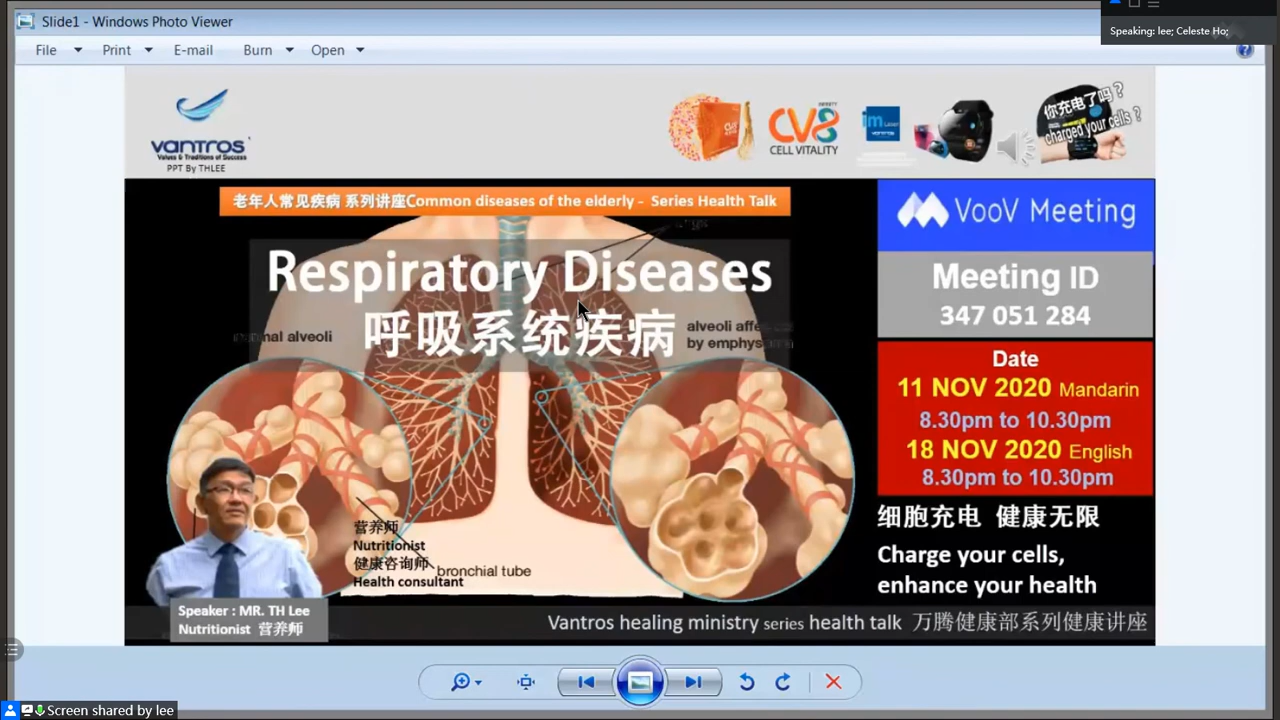 Slide1 - Windows Photo Viewer
Speaking: lee; Celeste Ho;
File Print E-mail Burn Open
vantros
Values & Traditions of Success
PPT By THLEE
CV8
CELL VITALITY
im
vantros
你充电了吗?
charged your cells ?
老年人常见疾病 系列讲座Common diseases of the elderly - Series Health Talk
Respiratory Diseases
呼吸系统疾病
alveoli
alveoli
by
营养师
Nutritionist
健康咨询师
Health consultant
bronchial tube
Speaker : MR. TH Lee
Nutritionist 营养师
VooV Meeting
Meeting ID
347 051 284
Date
11 NOV 2020 Mandarin
8.30pm to 10.30pm
18 NOV 2020 English
8.30pm to 10.30pm
细胞充电 健康无限
Charge your cells,
enhance your health
Vantros healing ministry series health talk 万腾健康部系列健康讲座
Screen shared by lee